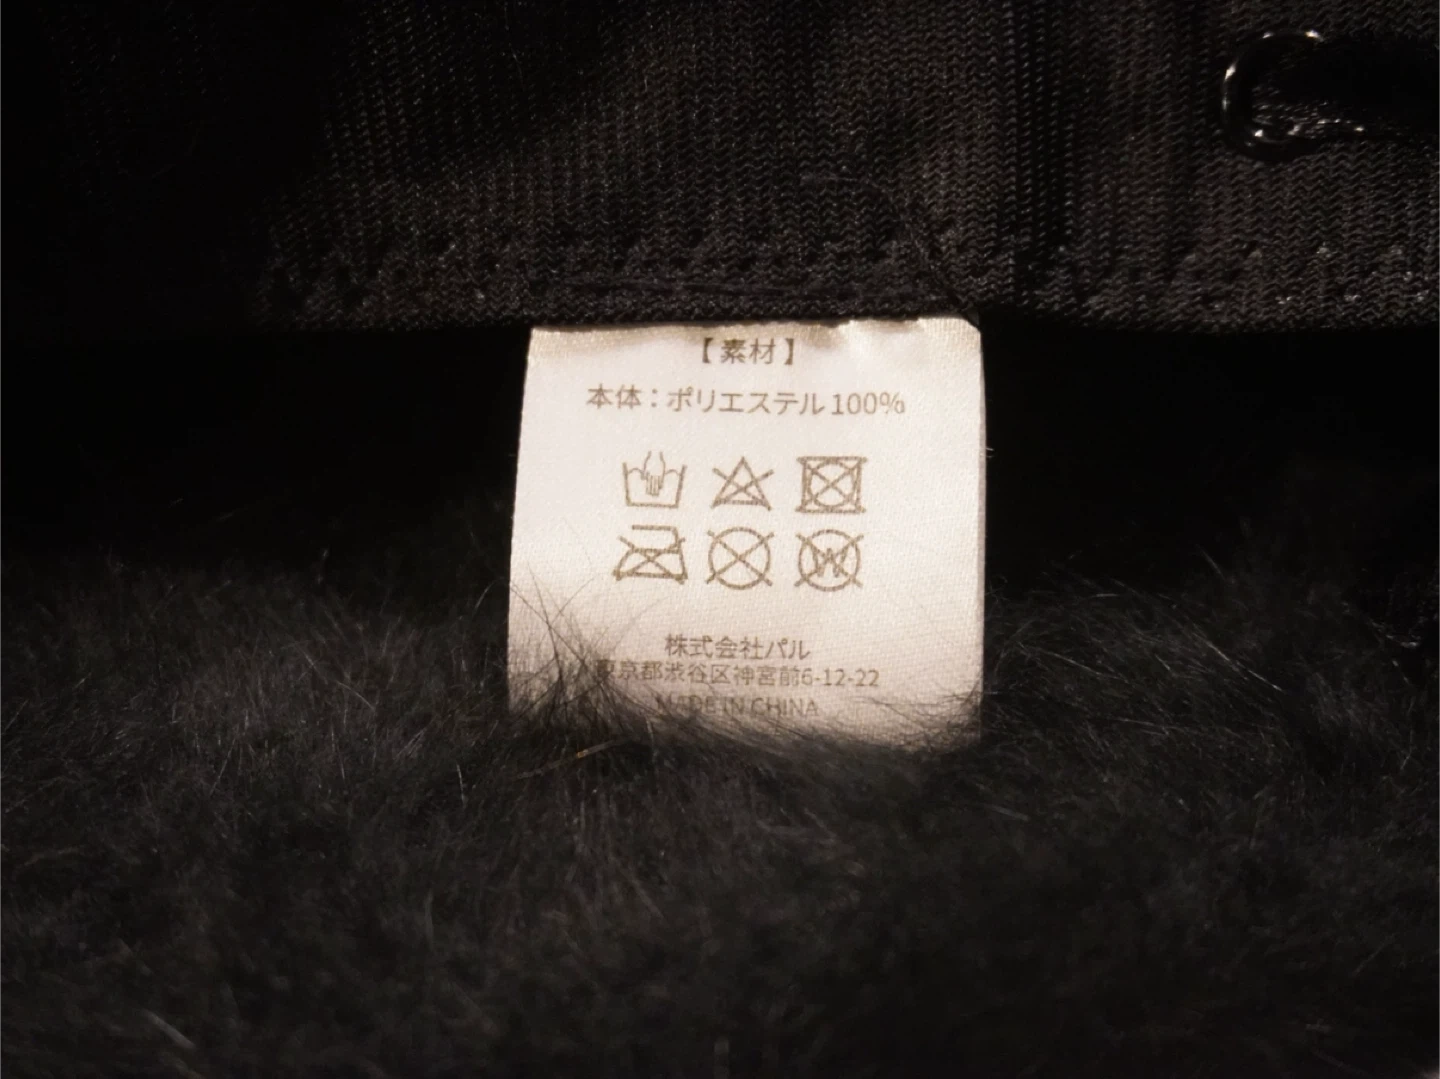 【素材】
本体：ポリエステル100%
W
株式会社パル
東京都渋谷区神宮前6-12-22
MADE IN CHINA